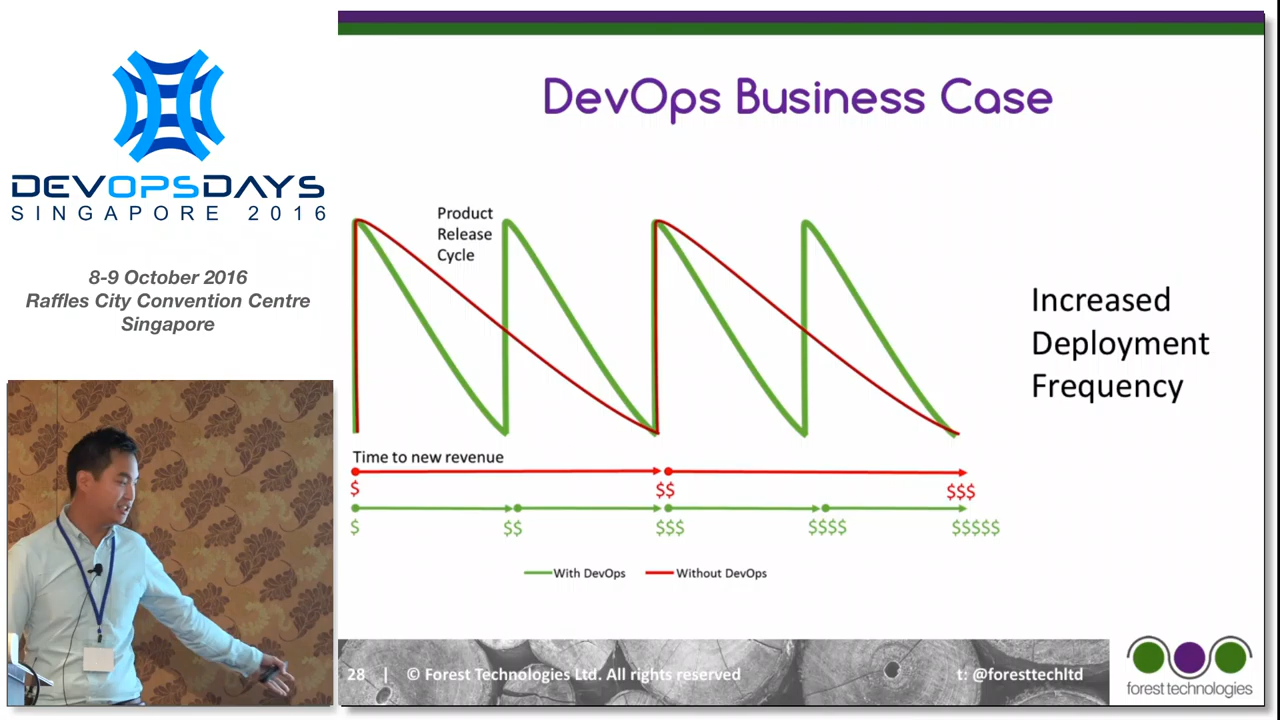 DEVOPSDAYS
SINGAPORE 2016
8-9 October 2016
Raffles City Convention Centre
Singapore
DevOps Business Case
Product
Release
Cycle
Increased
Deployment
Frequency
Time to new revenue
$ $$ $$$
$ $$ $$$ $$$$ $$$$$
With DevOps Without DevOps
28 | © Forest Technologies Ltd. All rights reserved t: @foresttechltd
forest technologies